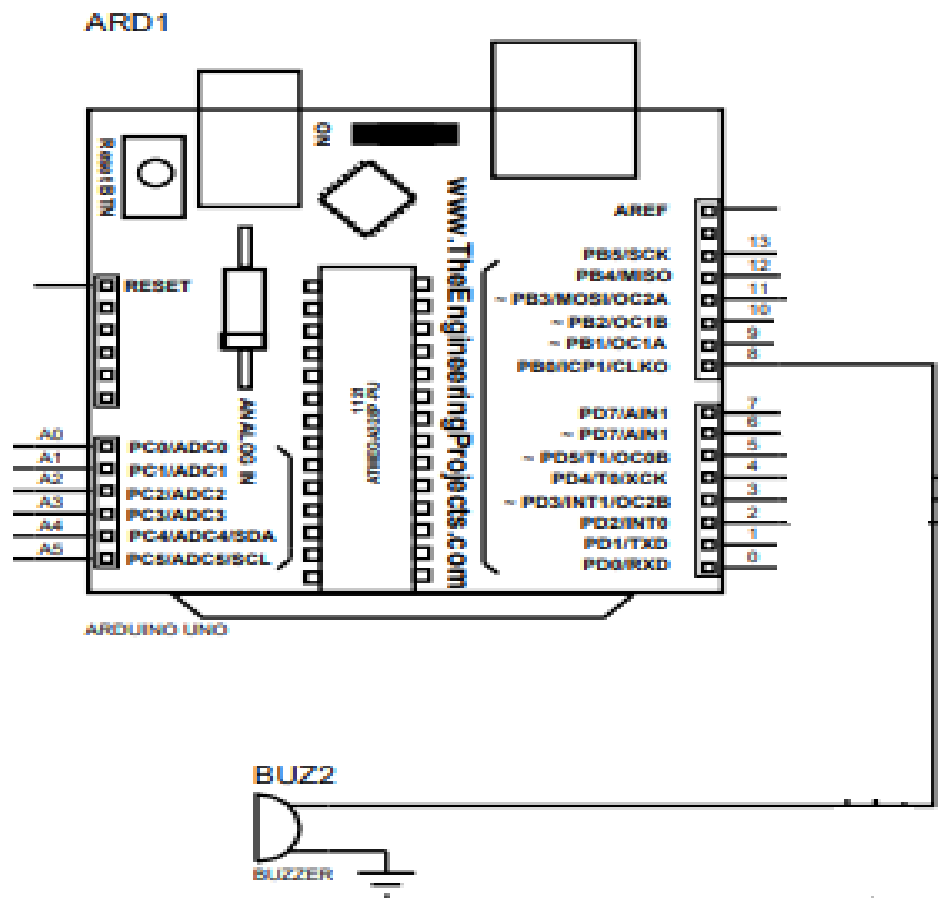 ARD1
Reset BTN
ON
www.TheEngineeringProjects.com
AREF
PB5/SCK 13
PB4/MISO 12
~ PB3/MOSI/OC2A 11
~ PB2/OC1B 10
~ PB1/OC1A 9
PB0/ICP1/CLKO 8
RESET
PD7/AIN1 7
~ PD7/AIN1 6
~ PD5/T1/OC0B 5
PD4/T0/XCK 4
~ PD3/INT1/OC2B 3
PD2/INT0 2
PD1/TXD 1
PD0/RXD 0
A0 PC0/ADC0
A1 PC1/ADC1
A2 PC2/ADC2
A3 PC3/ADC3
A4 PC4/ADC4/SDA
A5 PC5/ADC5/SCL
ANALOG IN
1121
ARDUINO UNO
BUZ2
BUZZER